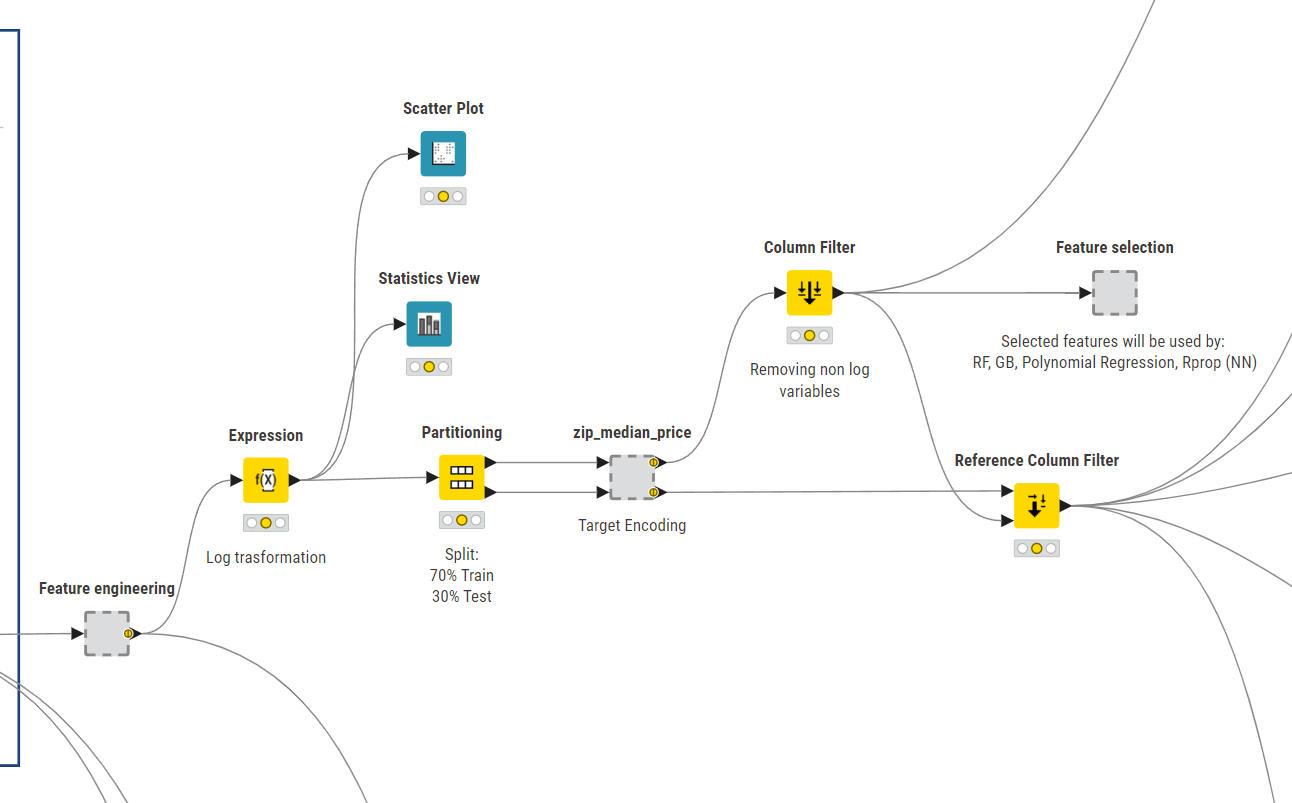 Scatter Plot
Statistics View
Column Filter
Removing non log
variables
Feature selection
Selected features will be used by:
RF, GB, Polynomial Regression, Rprop (NN)
Expression
f(X)
Log trasformation
Partitioning
Split:
70% Train
30% Test
zip_median_price
Target Encoding
Reference Column Filter
Feature engineering